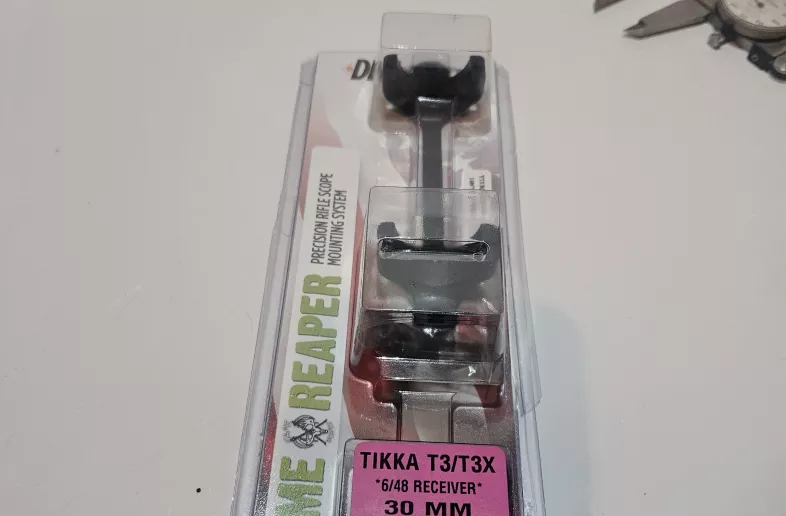 DI
PRECISION RIFLE SCOPE
MOUNTING SYSTEM
ME REAPER
TIKKA T3/T3X
*6/48 RECEIVER*
30 MM